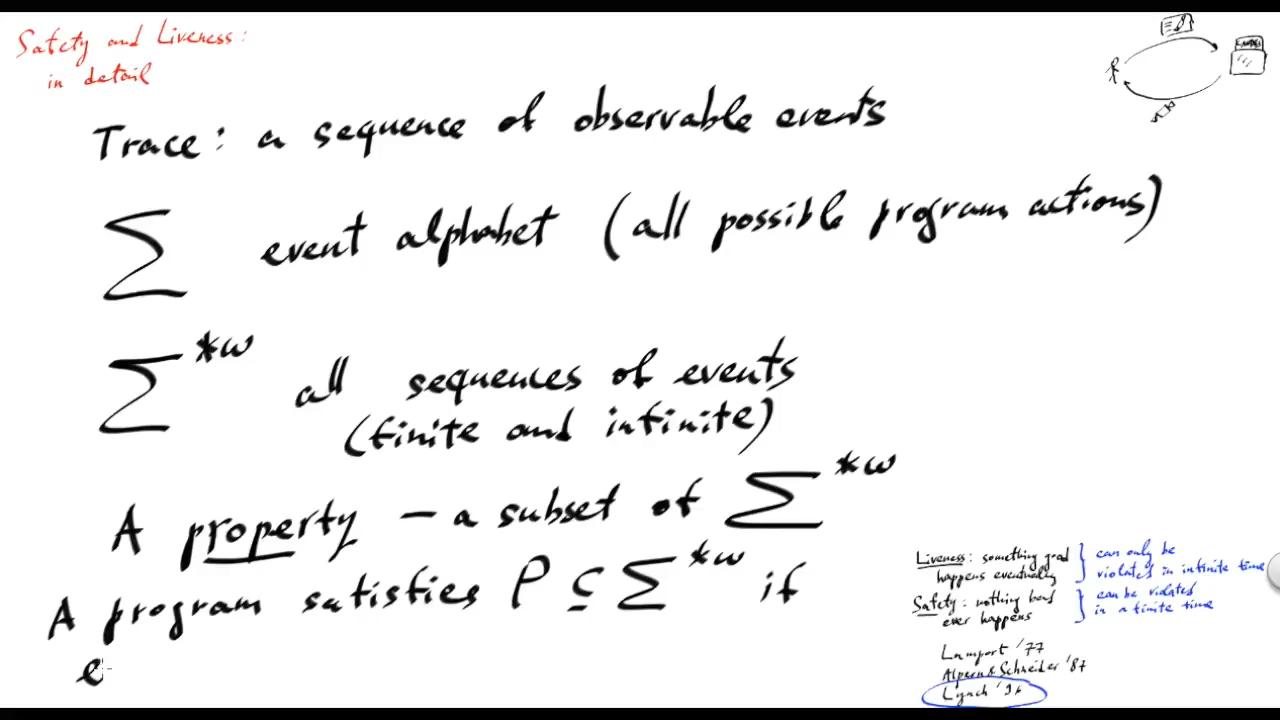 Safety and Liveness:
in detail
Trace: a sequence of observable events
∑ event alphabet (all possible program actions)
∑*ω all sequences of events
(finite and infinite)
A property – a subset of ∑*ω
A program satisfies P ⊆ ∑*ω if
e
Liveness: something good
happens eventually
} can only be
violated in infinite time
Safety: nothing bad
ever happens
} can be violated
in a finite time
Lamport '77
Alpern & Schneider '87
Lynch '96